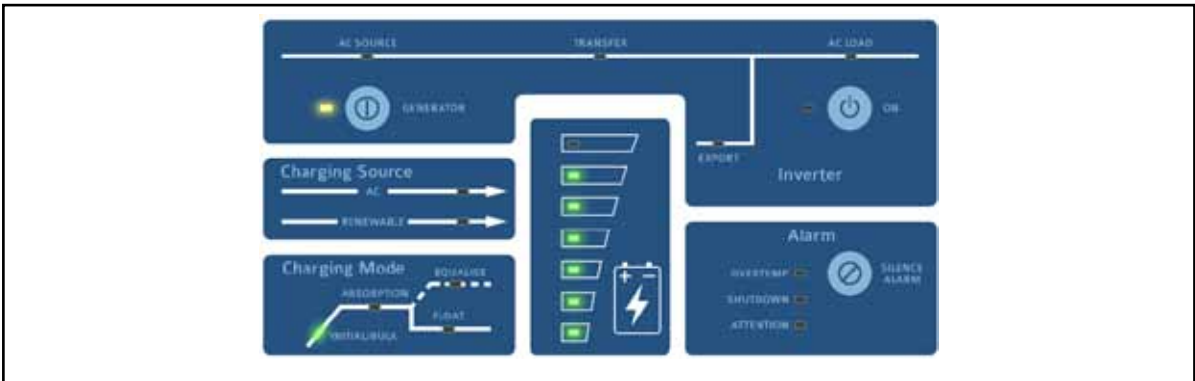 AC SOURCE
TRANSFER
AC LOAD
GENERATOR
ON
EXPORT
Inverter
Charging Source
AC
RENEWABLE
Charging Mode
EQUALISE
ABSORPTION
FLOAT
INITIAL/BULK
+ −
Alarm
OVERTEMP
SILENCE
ALARM
SHUTDOWN
ATTENTION